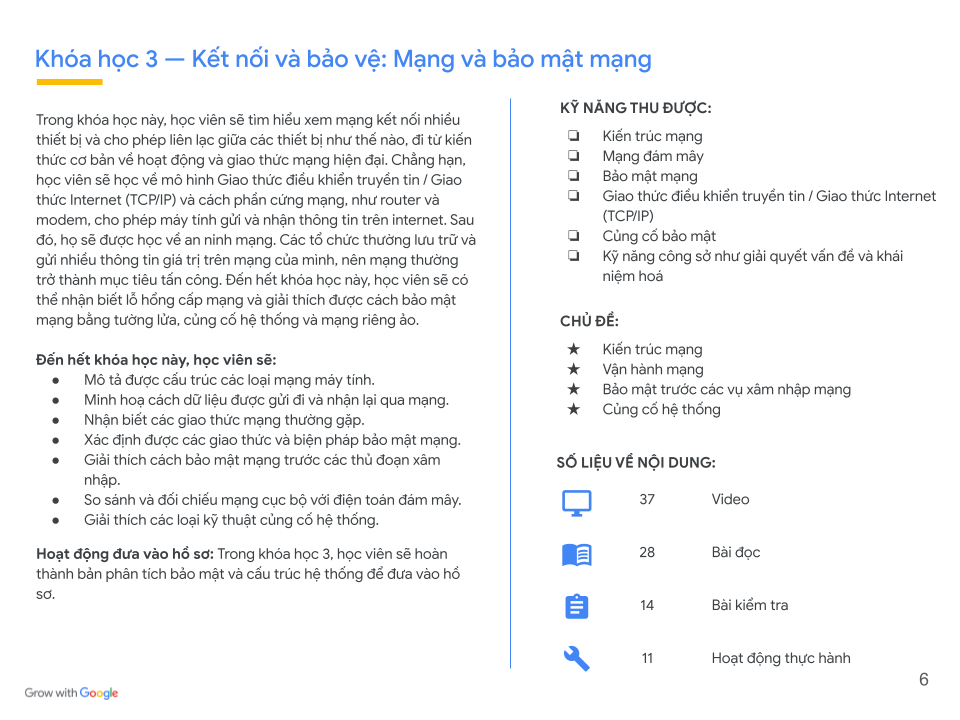 Khóa học 3 — Kết nối và bảo vệ: Mạng và bảo mật mạng
Trong khóa học này, học viên sẽ tìm hiểu xem mạng kết nối nhiều
thiết bị và cho phép liên lạc giữa các thiết bị như thế nào, đi từ kiến
thức cơ bản về hoạt động và giao thức mạng hiện đại. Chẳng hạn,
học viên sẽ học về mô hình Giao thức điều khiển truyền tin / Giao
thức Internet (TCP/IP) và cách phần cứng mạng, như router và
modem, cho phép máy tính gửi và nhận thông tin trên internet. Sau
đó, họ sẽ được học về an ninh mạng. Các tổ chức thường lưu trữ và
gửi nhiều thông tin giá trị trên mạng của mình, nên mạng thường
trở thành mục tiêu tấn công. Đến hết khóa học này, học viên sẽ có
thể nhận biết lỗ hổng cấp mạng và giải thích được cách bảo mật
mạng bằng tường lửa, củng cố hệ thống và mạng riêng ảo.
Đến hết khóa học này, học viên sẽ:
● Mô tả được cấu trúc các loại mạng máy tính.
● Minh hoạ cách dữ liệu được gửi đi và nhận lại qua mạng.
● Nhận biết các giao thức mạng thường gặp.
● Xác định được các giao thức và biện pháp bảo mật mạng.
● Giải thích cách bảo mật mạng trước các thủ đoạn xâm
nhập.
● So sánh và đối chiếu mạng cục bộ với điện toán đám mây.
● Giải thích các loại kỹ thuật củng cố hệ thống.
Hoạt động đưa vào hồ sơ: Trong khóa học 3, học viên sẽ hoàn
thành bản phân tích bảo mật và cấu trúc hệ thống để đưa vào hồ
sơ.
KỸ NĂNG THU ĐƯỢC:
❏ Kiến trúc mạng
❏ Mạng đám mây
❏ Bảo mật mạng
❏ Giao thức điều khiển truyền tin / Giao thức Internet
(TCP/IP)
❏ Củng cố bảo mật
❏ Kỹ năng công sở như giải quyết vấn đề và khái
niệm hoá
CHỦ ĐỀ:
★ Kiến trúc mạng
★ Vận hành mạng
★ Bảo mật trước các vụ xâm nhập mạng
★ Củng cố hệ thống
SỐ LIỆU VỀ NỘI DUNG:
37 Video
28 Bài đọc
14 Bài kiểm tra
11 Hoạt động thực hành
Grow with Google
6